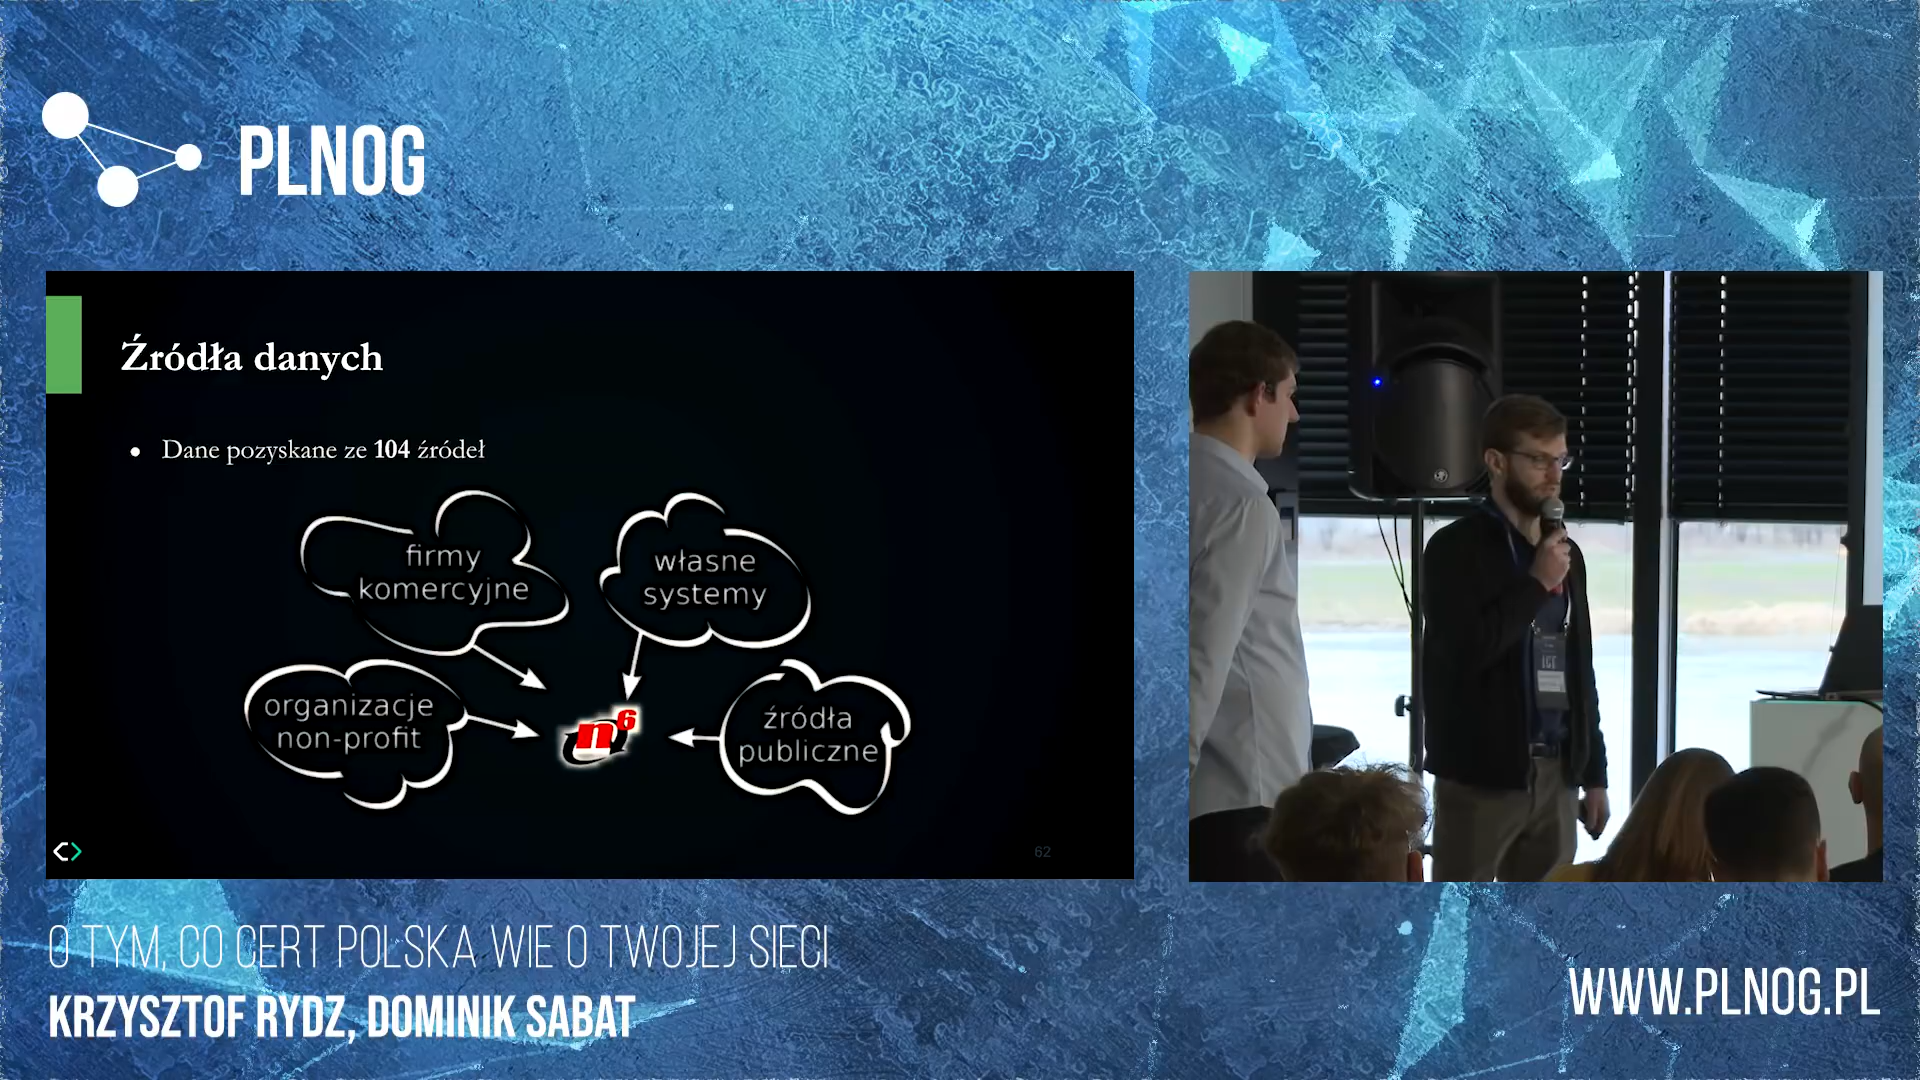 PLNOG
Źródła danych
• Dane pozyskane ze 104 źródeł
firmy
komercyjne
własne
systemy
organizacje
non-profit
n6
źródła
publiczne
62
O TYM, CO CERT POLSKA WIE O TWOJEJ SIECI
KRZYSZTOF RYDZ, DOMINIK SABAT
WWW.PLNOG.PL